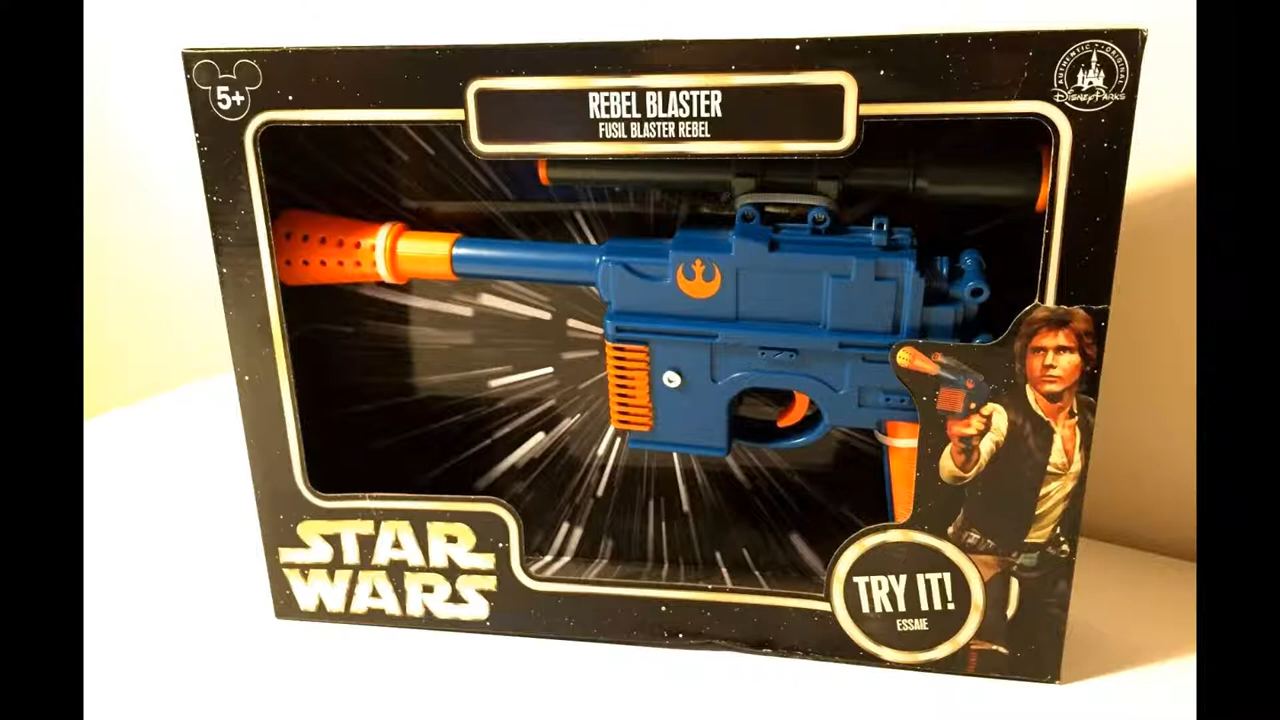 5+
REBEL BLASTER
FUSIL BLASTER REBEL
AUTHENTIC · ORIGINAL
DISNEY PARKS
STAR
WARS
TRY IT!
ESSAIE